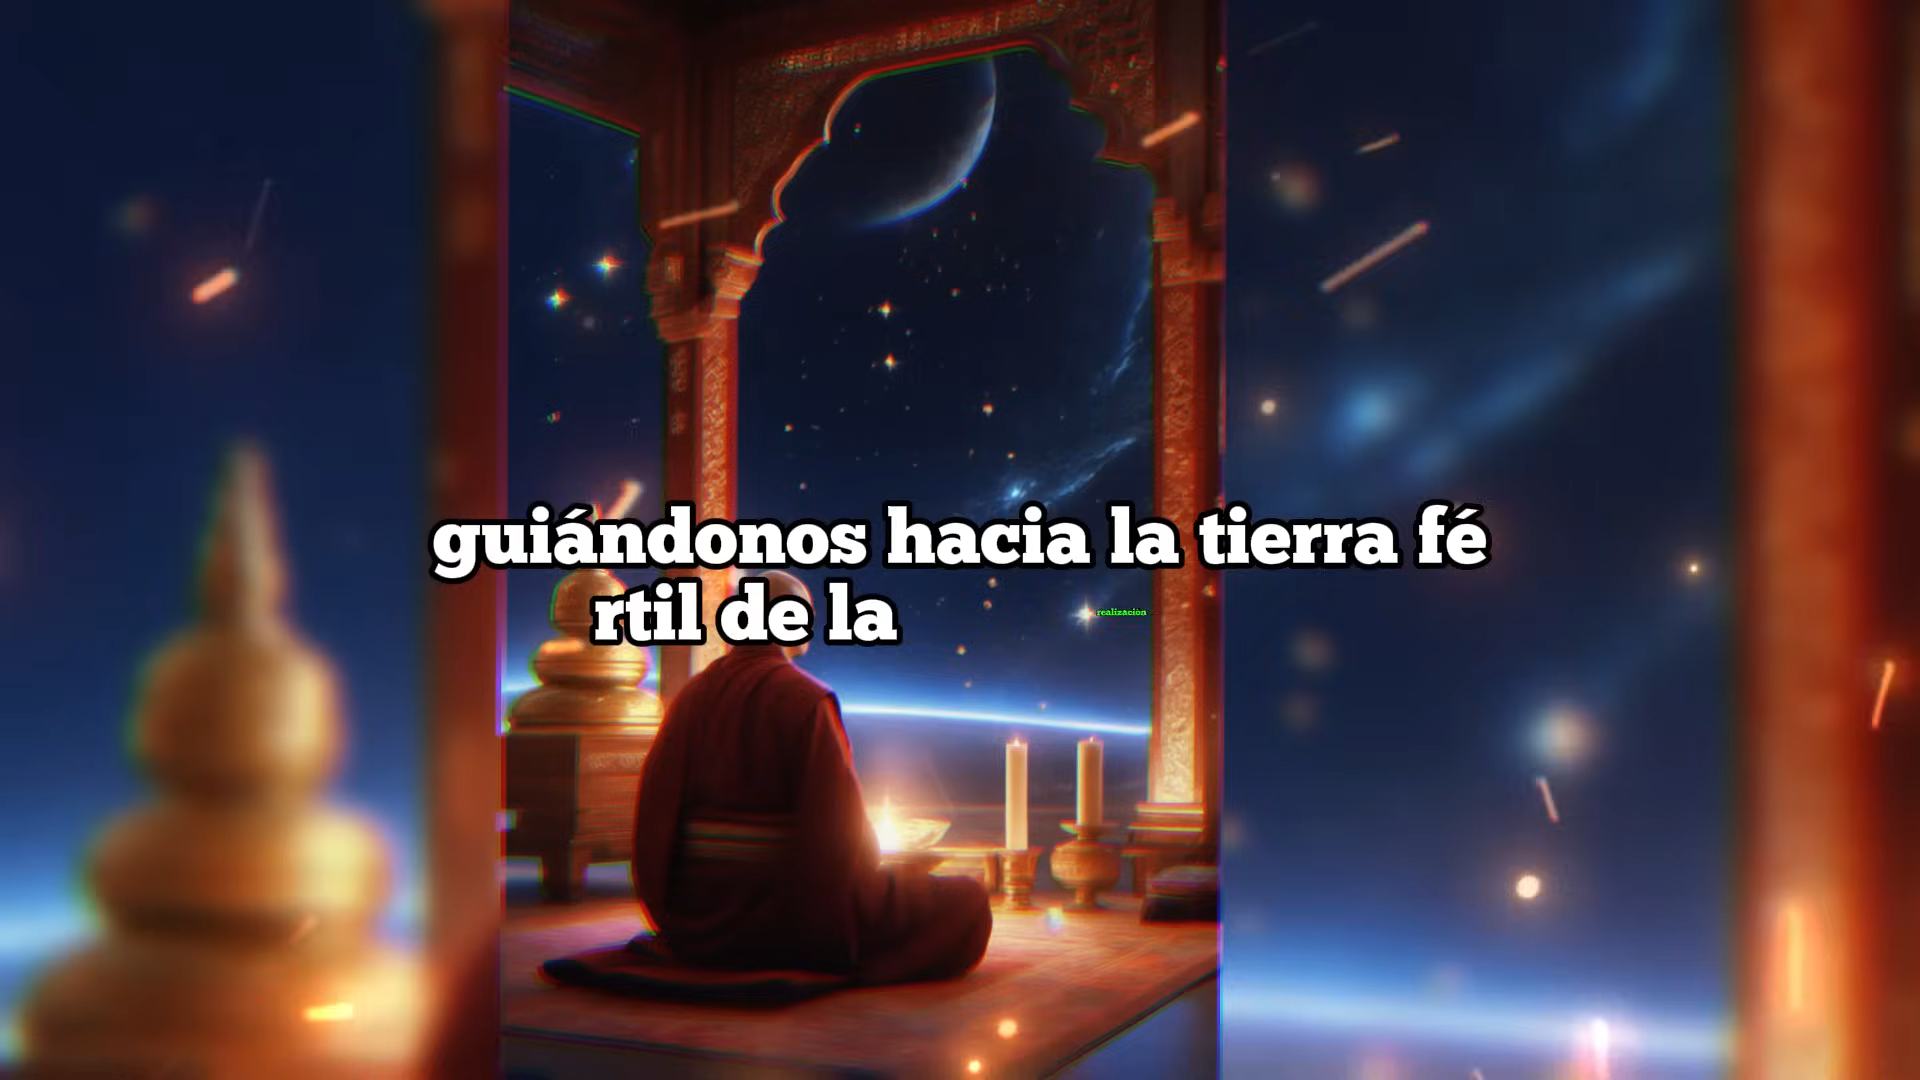 guiándonos hacia la tierra fé
rtil de la realización